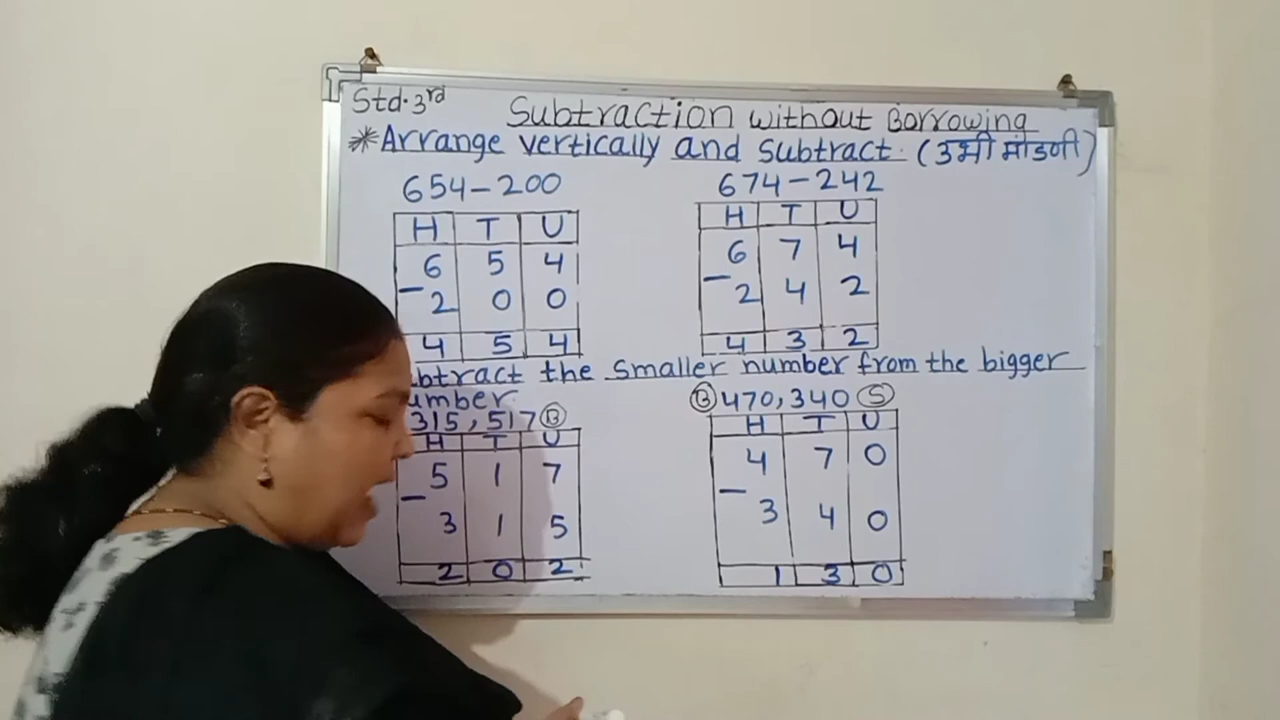 Std. 3rd Subtraction without Borrowing
*Arrange vertically and Subtract. (उभी मांडणी)
654-200
H T U
6 5 4
- 2 0 0
4 5 4
674-242
H T U
6 7 4
- 2 4 2
4 3 2
btract the smaller number from the bigger
umber.
315, 517 B
H T U
5 1 7
- 3 1 5
2 0 2
B 470, 340 S
H T U
4 7 0
- 3 4 0
1 3 0